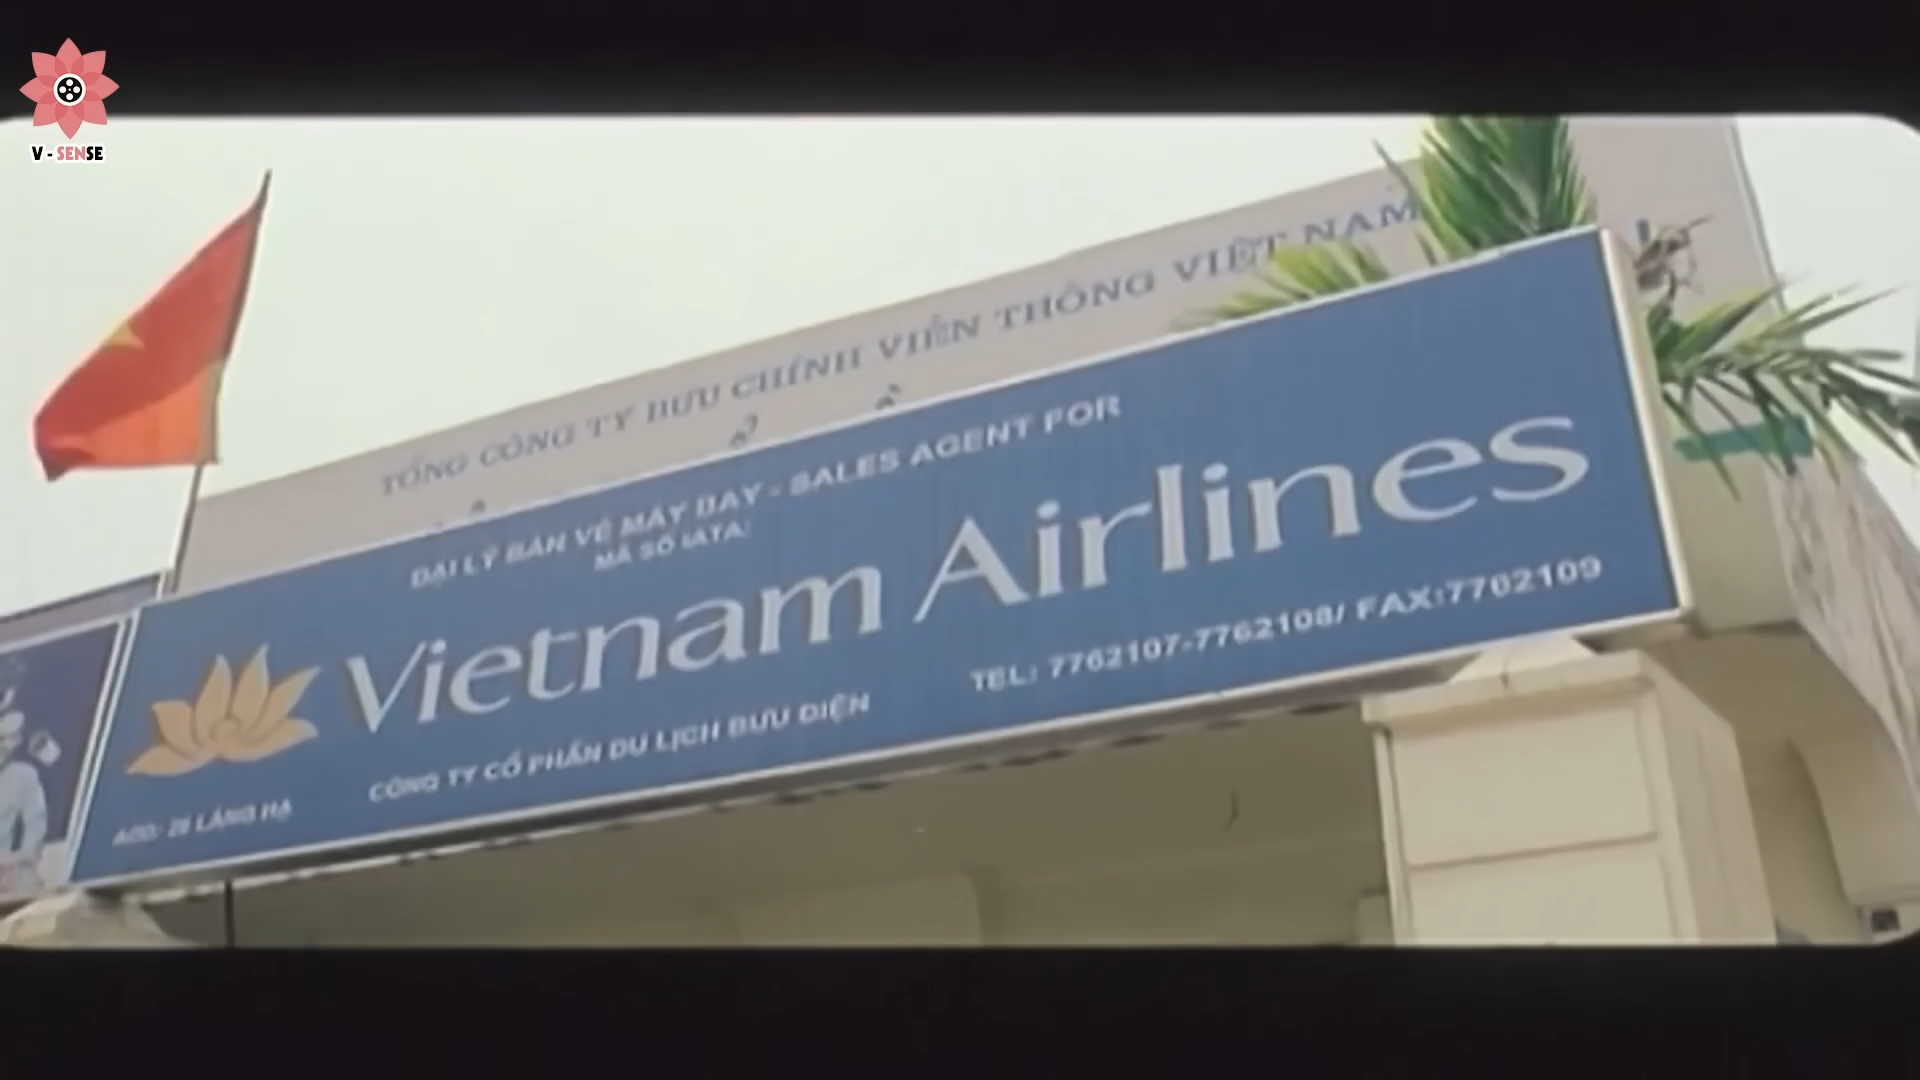 V - SENSE
TỔNG CÔNG TY BƯU CHÍNH VIỄN THÔNG VIỆT NAM
ĐẠI LÝ BÁN VÉ MÁY BAY - SALES AGENT FOR
MÃ SỐ IATA:
Vietnam Airlines
CÔNG TY CỔ PHẦN DU LỊCH BƯU ĐIỆN
TEL: 7762107-7762108/ FAX:7762109
ADD: 28 LÁNG HẠ